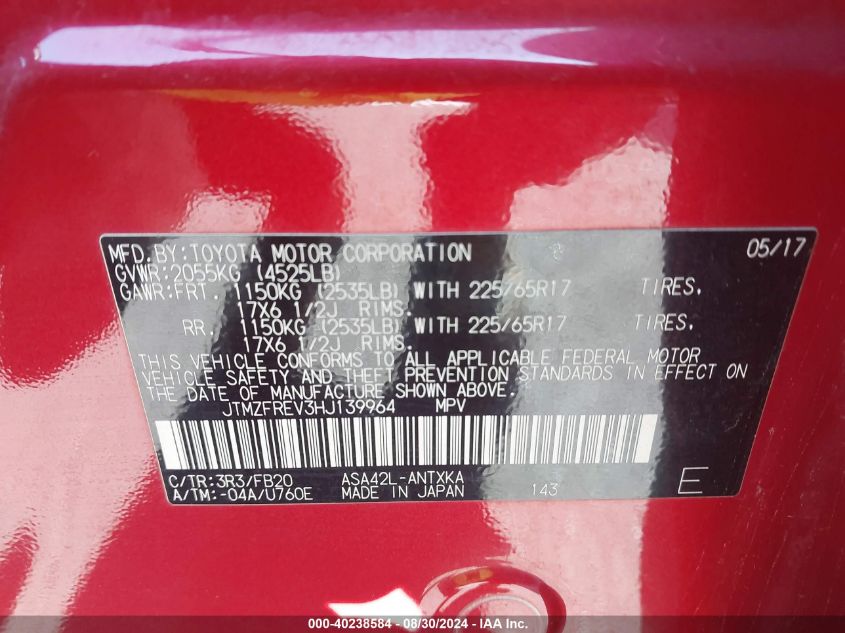 MFD. BY: TOYOTA MOTOR CORPORATION 05/17
GVWR: 2055KG (4525LB)
GAWR: FRT. 1150KG (2535LB) WITH 225/65R17 TIRES,
17X6 1/2J RIMS.
RR. 1150KG (2535LB) WITH 225/65R17 TIRES,
17X6 1/2J RIMS.
THIS VEHICLE CONFORMS TO ALL APPLICABLE FEDERAL MOTOR
VEHICLE SAFETY AND THEFT PREVENTION STANDARDS IN EFFECT ON
THE DATE OF MANUFACTURE SHOWN ABOVE.
JTMZFREV3HJ139964 MPV
C/TR: 3R3/FB20 ASA42L-ANTXKA
A/TM: -04A/U760E MADE IN JAPAN 143 E
000-40238584 - 08/30/2024 - IAA Inc.